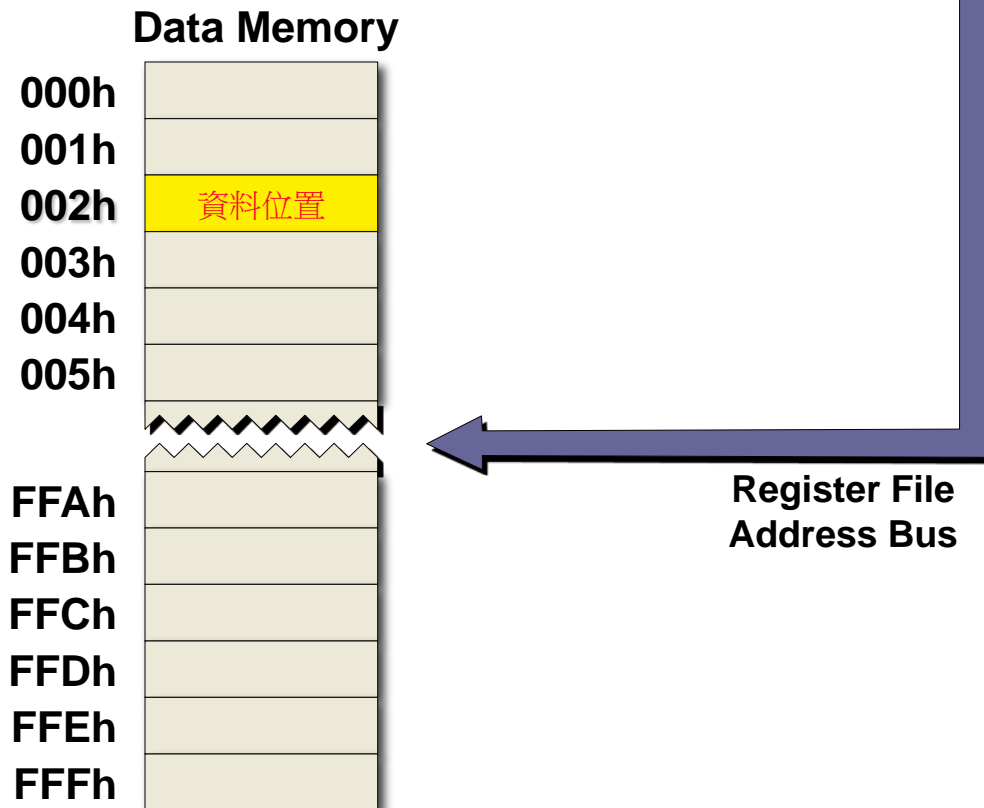 Data Memory
000h
001h
002h 資料位置
003h
004h
005h
Register File
Address Bus
FFAh
FFBh
FFCh
FFDh
FFEh
FFFh